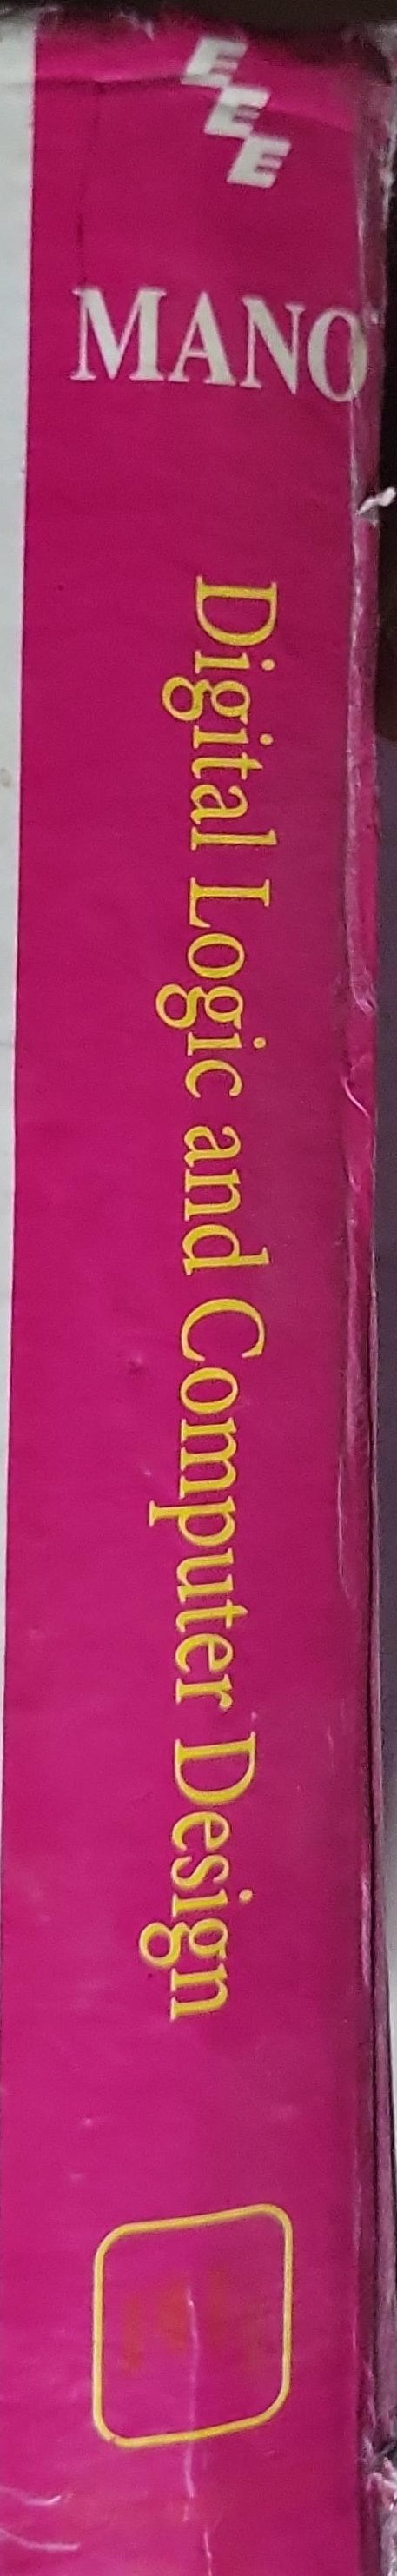 EEE
MANO
Digital Logic and Computer Design